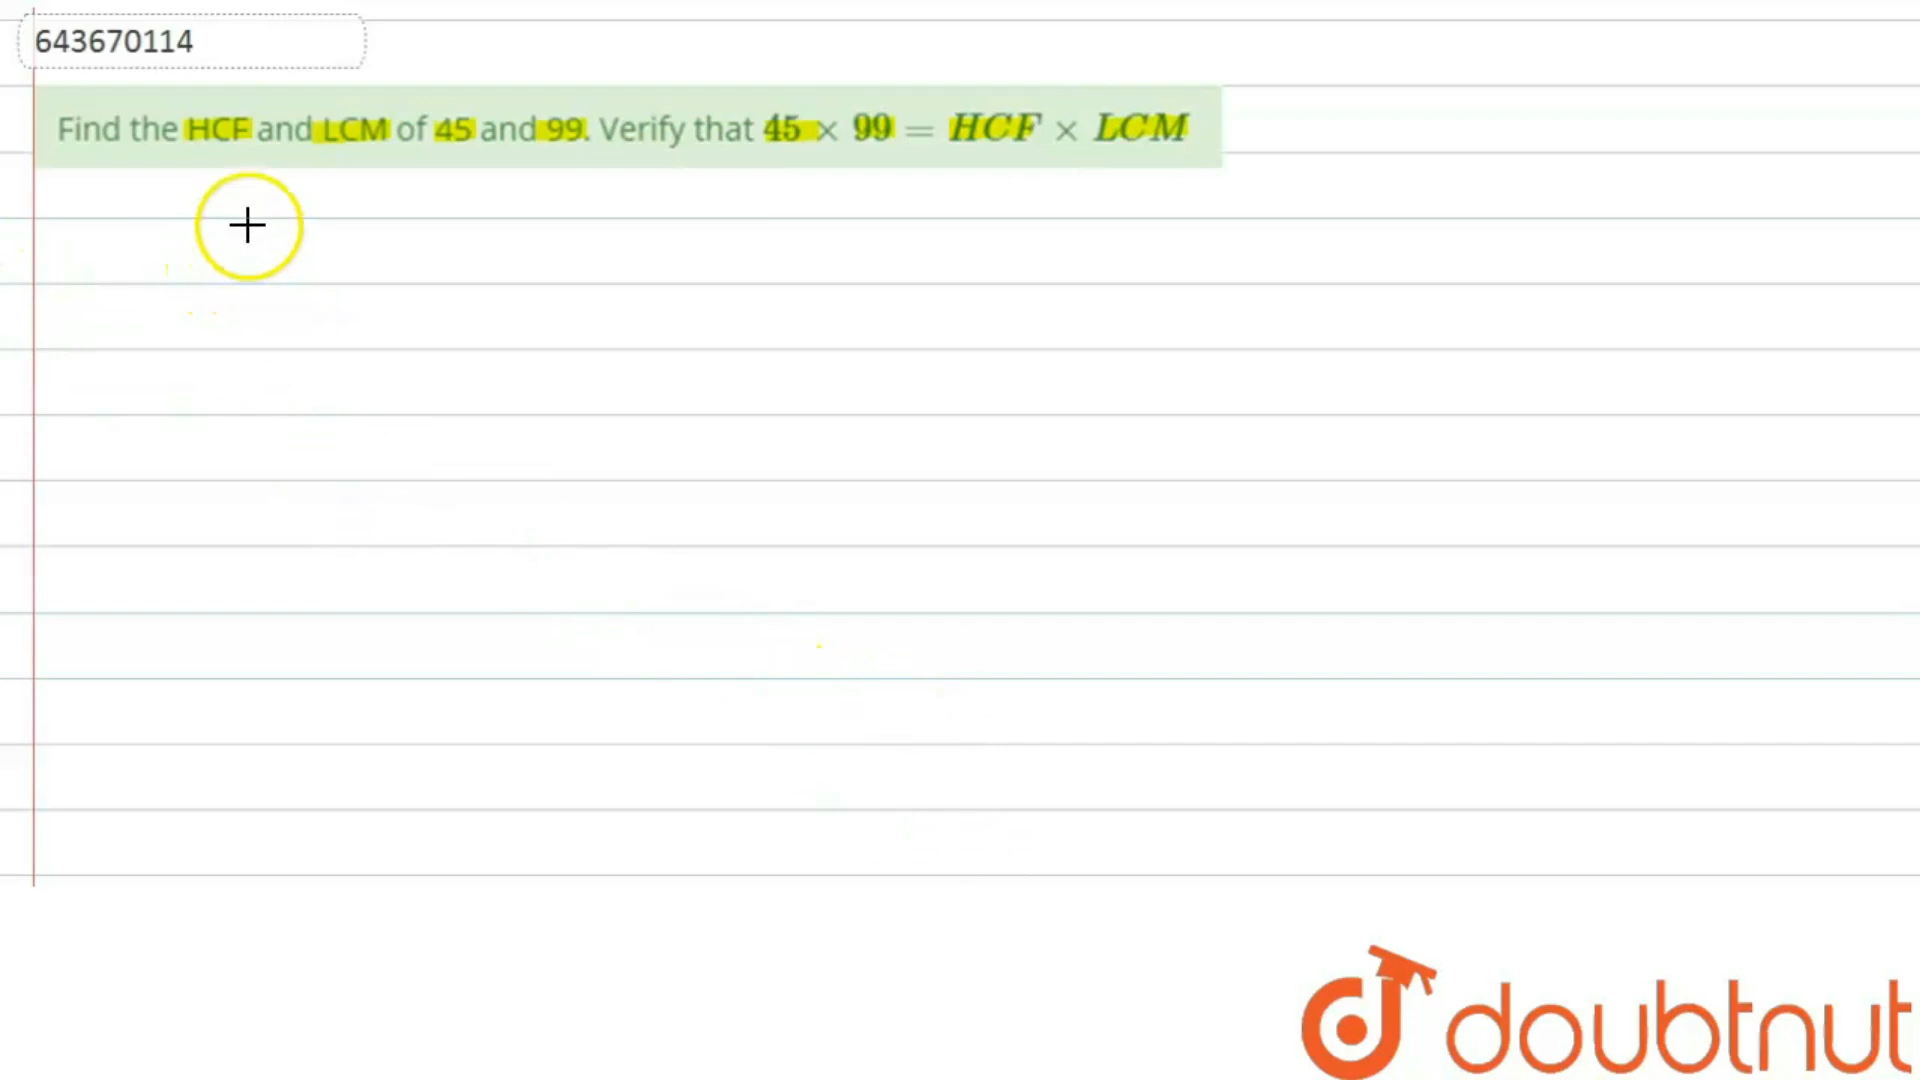 643670114
Find the HCF and LCM of 45 and 99. Verify that 45 × 99 = HCF × LCM
doubtnut